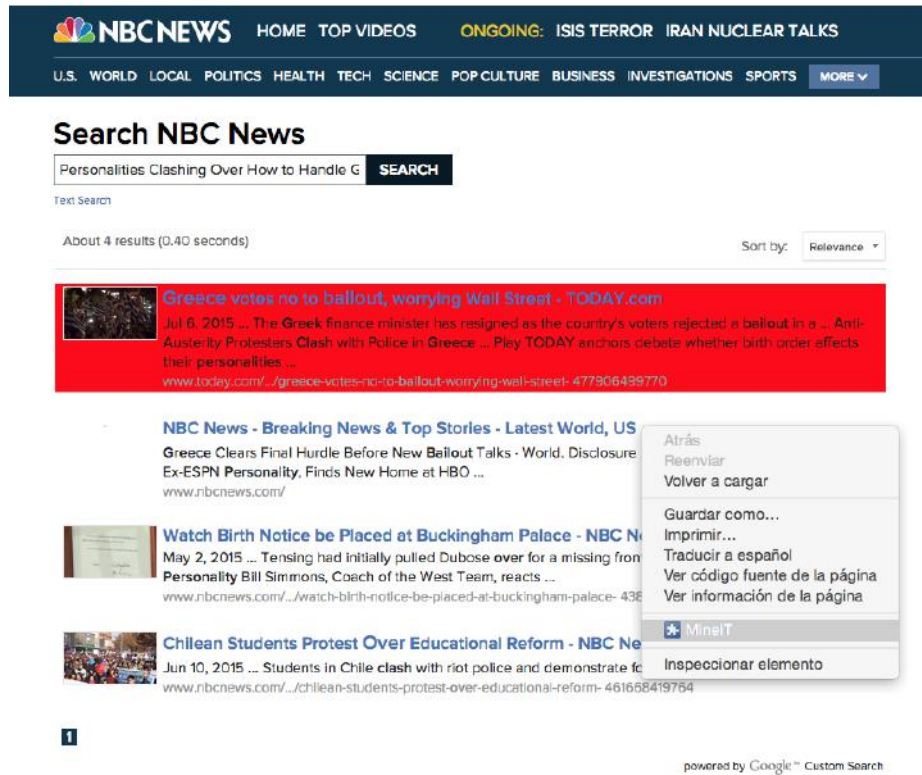 NBC NEWS HOME TOP VIDEOS ONGOING: ISIS TERROR IRAN NUCLEAR TALKS
U.S. WORLD LOCAL POLITICS HEALTH TECH SCIENCE POP CULTURE BUSINESS INVESTIGATIONS SPORTS MORE
Search NBC News
Personalities Clashing Over How to Handle G SEARCH
Text Search
About 4 results (0.40 seconds)
Sort by: Relevance
Greece votes no to bailout, worrying Wall Street - TODAY.com
Jul 6, 2015 ... The Greek finance minister has resigned as the country's voters rejected a bailout in a ... Anti-
Austerity Protesters Clash with Police in Greece ... Play TODAY anchors debate whether birth order affects
their personalities ...
www.today.com/../greece-votes-no-to-bailout-worrying-wall-street- 477906499770
NBC News - Breaking News & Top Stories - Latest World, US
Greece Clears Final Hurdle Before New Bailout Talks · World. Disclosure
Ex-ESPN Personality, Finds New Home at HBO ...
www.nbcnews.com/
Watch Birth Notice be Placed at Buckingham Palace - NBC N
May 2, 2015 ... Tensing had initially pulled Dubose over for a missing fron
Personality Bill Simmons, Coach of the West Team, reacts ...
www.nbcnews.com/../watch-birth-notice-be-placed-at-buckingham-palace- 438
Chilean Students Protest Over Educational Reform - NBC Ne
Jun 10, 2015 ... Students in Chile clash with riot police and demonstrate fo
www.nbcnews.com/../chilean-students-protest-over-educational-reform- 461668419764
Atrás
Reenviar
Volver a cargar
Guardar como...
Imprimir...
Traducir a español
Ver código fuente de la página
Ver información de la página
MineIT
Inspeccionar elemento
1
powered by Google™ Custom Search